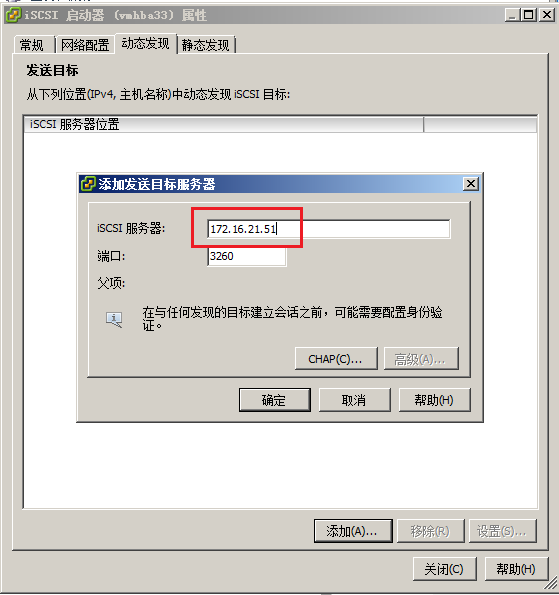 iSCSI 启动器 (vmhba33) 属性
常规 网络配置 动态发现 静态发现
发送目标
从下列位置(IPv4, 主机名称)中动态发现 iSCSI 目标:
iSCSI 服务器位置
添加发送目标服务器
iSCSI 服务器: 172.16.21.51
端口: 3260
父项:
在与任何发现的目标建立会话之前，可能需要配置身份验
证。
CHAP(C)... 高级(A)...
确定 取消 帮助(H)
添加(A)... 移除(R) 设置(S)...
关闭(C) 帮助(H)